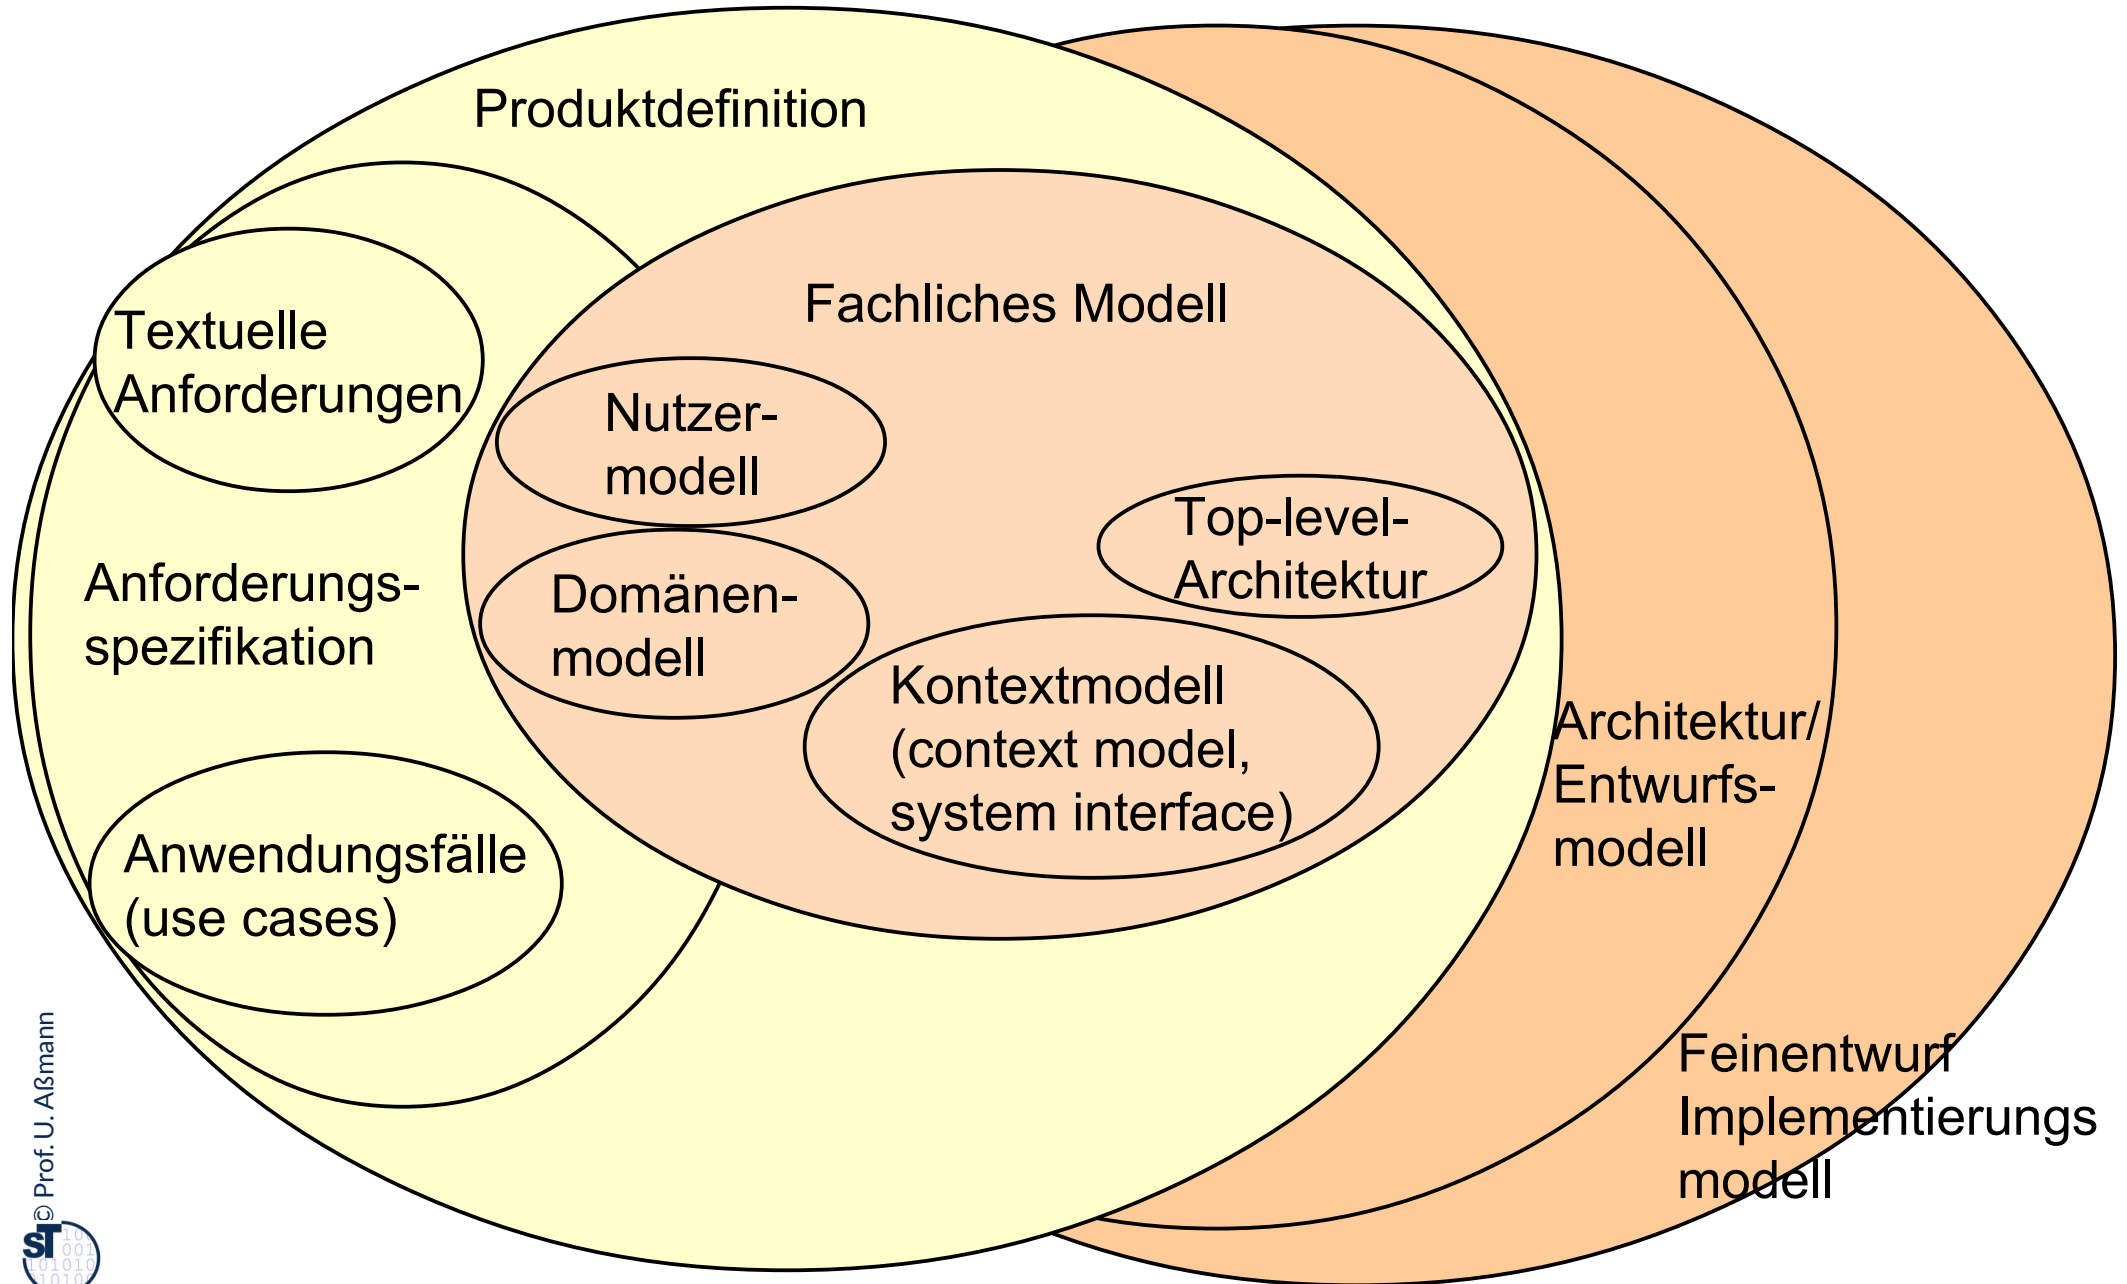 Produktdefinition
Fachliches Modell
Textuelle
Anforderungen
Nutzer-
modell
Top-level-
Architektur
Anforderungs-
spezifikation
Domänen-
modell
Kontextmodell
(context model,
system interface)
Architektur/
Entwurfs-
modell
Anwendungsfälle
(use cases)
Feinentwurf
Implementierungs
modell
© Prof. U. Aßmann
ST